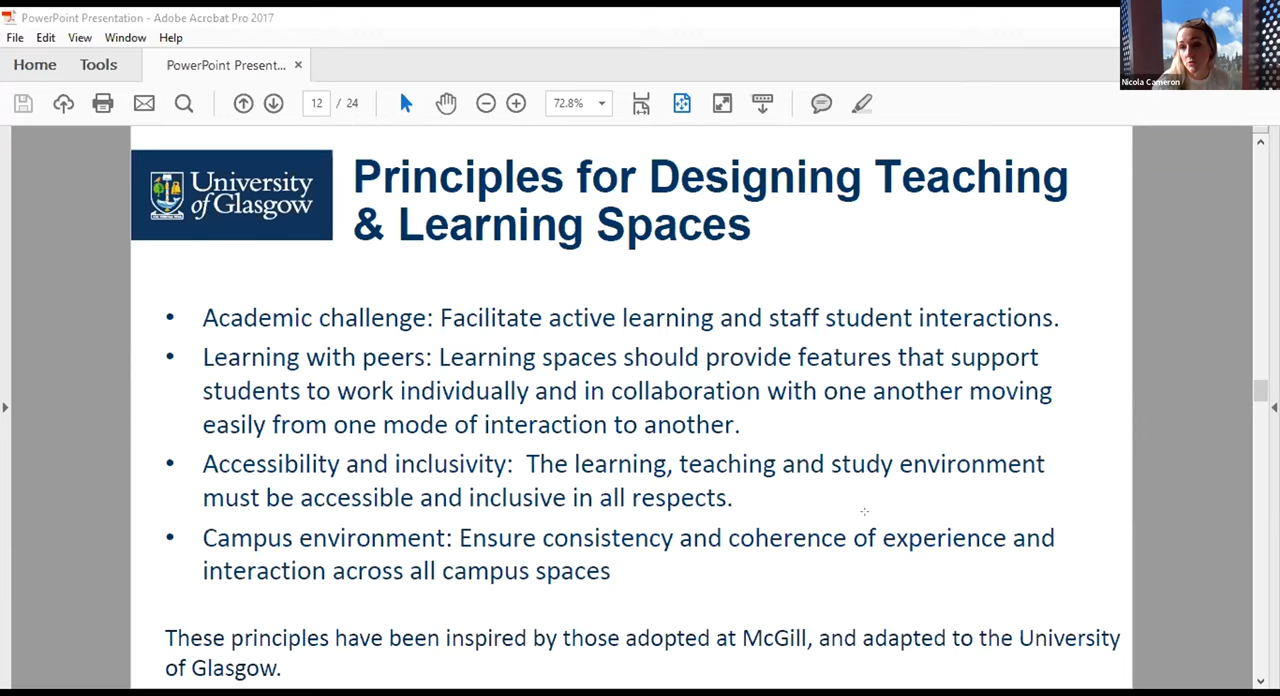 PowerPoint Presentation - Adobe Acrobat Pro 2017
File Edit View Window Help
Home Tools PowerPoint Present... ×
12 / 24 72.8%
Nicola Cameron
University
of Glasgow
Principles for Designing Teaching
& Learning Spaces
• Academic challenge: Facilitate active learning and staff student interactions.
• Learning with peers: Learning spaces should provide features that support
students to work individually and in collaboration with one another moving
easily from one mode of interaction to another.
• Accessibility and inclusivity: The learning, teaching and study environment
must be accessible and inclusive in all respects.
• Campus environment: Ensure consistency and coherence of experience and
interaction across all campus spaces
These principles have been inspired by those adopted at McGill, and adapted to the University
of Glasgow.